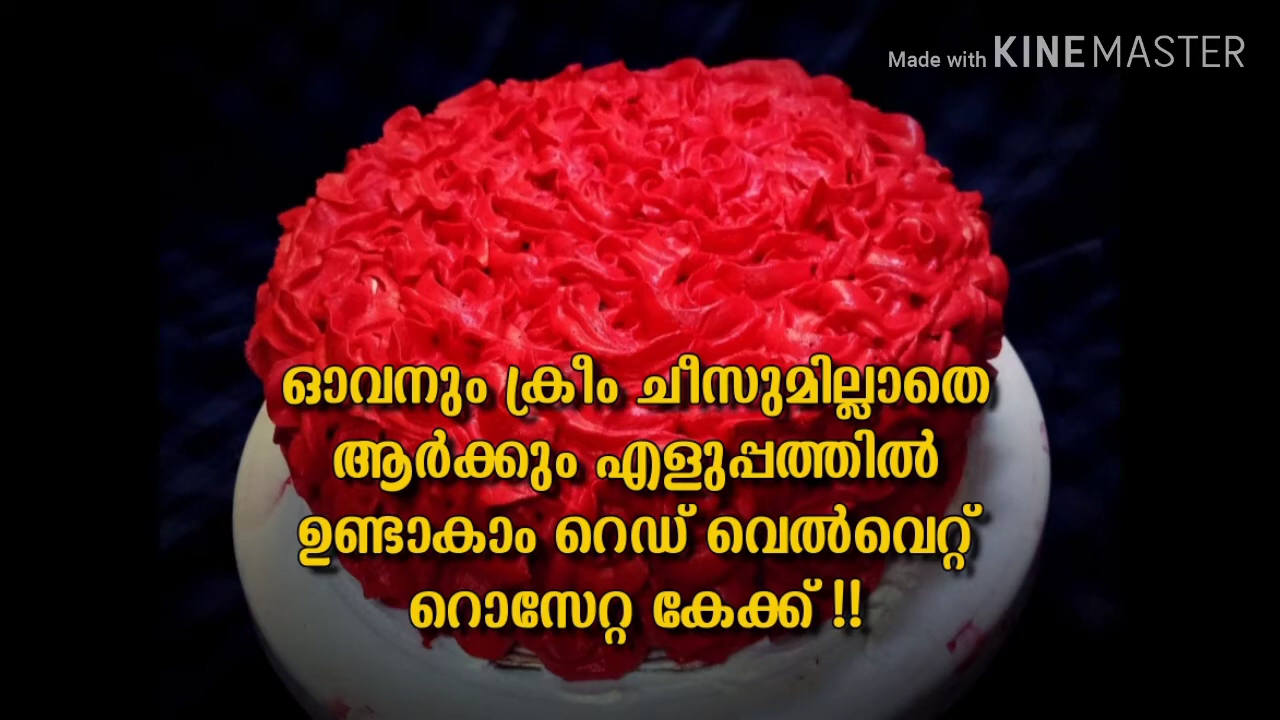 Made with KINEMASTER
ഓവനും ക്രീം ചീസുമില്ലാതെ
ആർക്കും എളുപ്പത്തിൽ
ഉണ്ടാകാം റെഡ് വെൽവെറ്റ്
റൊസേറ്റ കേക്ക് !!